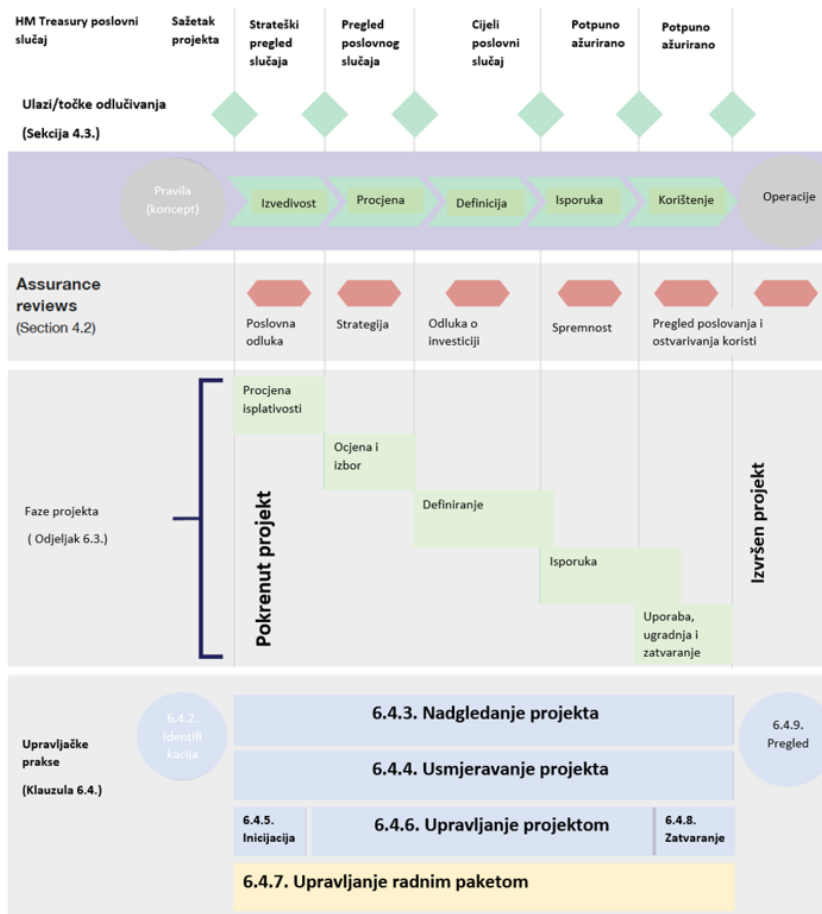 HM Treasury poslovni
slučaj
Sažetak
projekta
Strateški
pregled
slučaja
Pregled
poslovnog
slučaja
Cijeli
poslovni
slučaj
Potpuno
ažurirano
Potpuno
ažurirano
Ulazi/točke odlučivanja
(Sekcija 4.3.)
Pravila
(koncept)
Izvedivost
Procjena
Definicija
Isporuka
Korištenje
Operacije
Assurance
reviews
(Section 4.2)
Poslovna
odluka
Strategija
Odluka o
investiciji
Spremnost
Pregled poslovanja i
ostvarivanja koristi
Faze projekta
( Odjeljak 6.3.)
Pokrenut projekt
Procjena
isplativosti
Ocjena i
izbor
Definiranje
Isporuka
Uporaba,
ugradnja i
zatvaranje
Izvršen projekt
Upravljačke
prakse
(Klauzula 6.4.)
6.4.2.
Identifi
kacija
6.4.3. Nadgledanje projekta
6.4.4. Usmjeravanje projekta
6.4.5.
Inicijacija
6.4.6. Upravljanje projektom
6.4.8.
Zatvaranje
6.4.7. Upravljanje radnim paketom
6.4.9.
Pregled